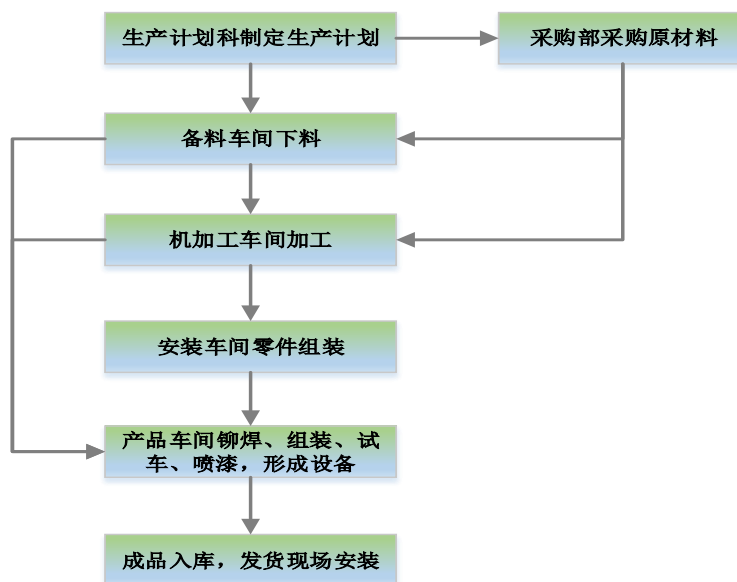 生产计划科制定生产计划
采购部采购原材料
备料车间下料
机加工车间加工
安装车间零件组装
产品车间铆焊、组装、试
车、喷漆，形成设备
成品入库，发货现场安装